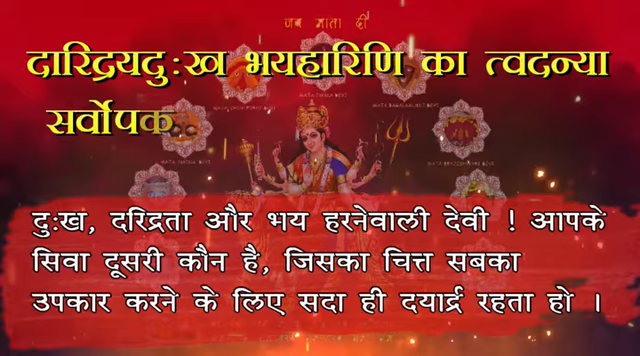 जय माता दी
दारिद्रयदुःख भयहारिणि का त्वदन्या
सर्वोपक
दुःख, दरिद्रता और भय हरनेवाली देवी ! आपके
सिवा दूसरी कौन है, जिसका चित्त सबका
उपकार करने के लिए सदा ही दयार्द्र रहता हो ।